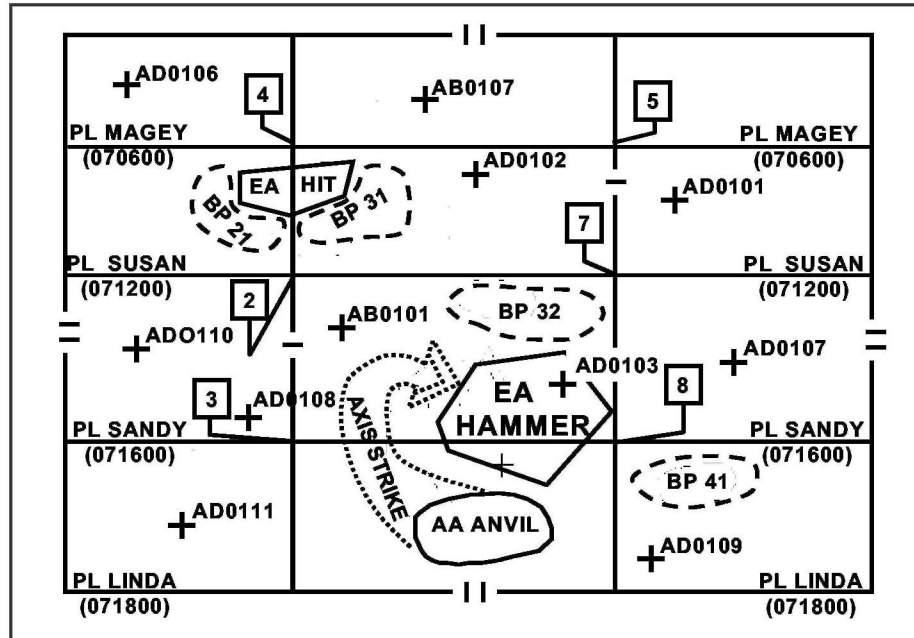 AD0106
4
AB0107
5
PL MAGEY
(070600)
PL MAGEY
(070600)
AD0102
AD0101
EA HIT
BP 21
BP 31
7
PL SUSAN
(071200)
PL SUSAN
(071200)
2
AB0101
BP 32
ADO110
AD0107
AD0103
3
AD0108
EA
HAMMER
8
AXIS STRIKE
PL SANDY
(071600)
PL SANDY
(071600)
BP 41
AD0111
AA ANVIL
AD0109
PL LINDA
(071800)
PL LINDA
(071800)